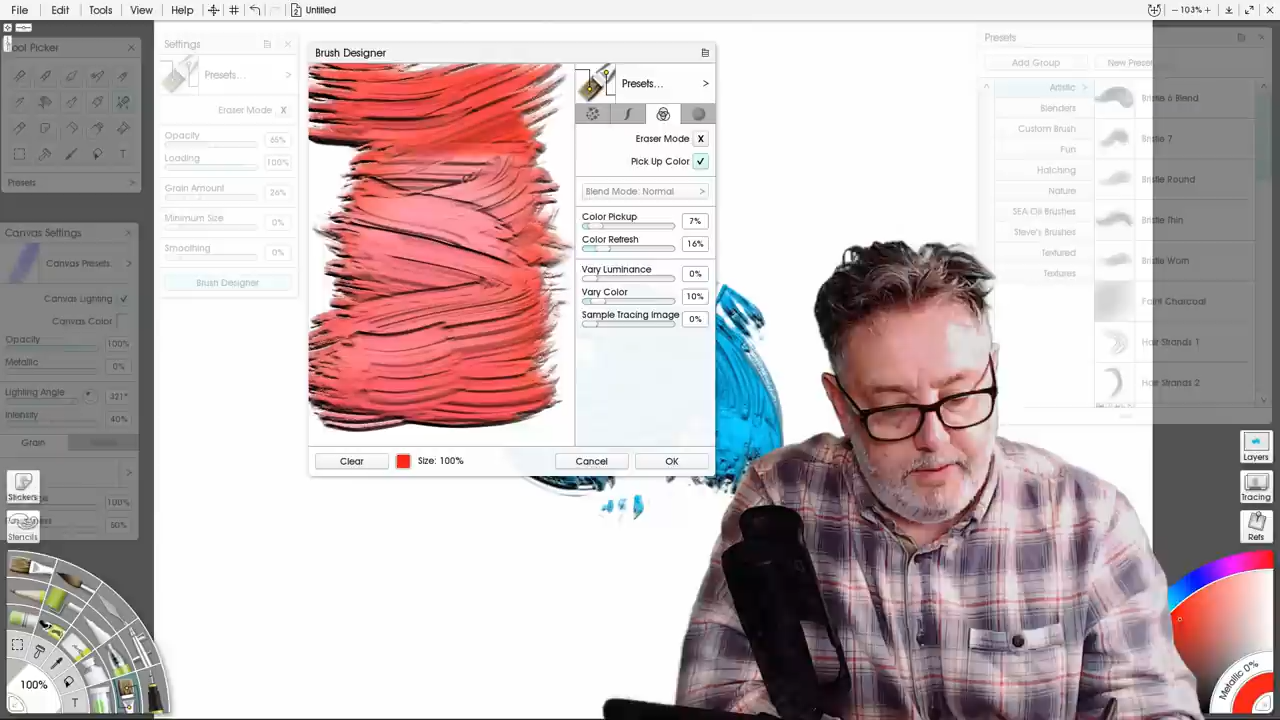 File Edit Tools View Help Untitled
103%
Tool Picker
Presets
Canvas Settings
Canvas Presets.
Canvas Lighting
Canvas Color
Opacity 100%
Metallic 0%
Lighting Angle 321°
Intensity 40%
Grain
100%
Stickers
50%
Stencils
100%
Settings
Presets...
Eraser Mode X
Opacity 65%
Loading 100%
Grain Amount 26%
Minimum Size 0%
Smoothing 0%
Brush Designer
Brush Designer
Presets...
Eraser Mode X
Pick Up Color
Blend Mode: Normal
Color Pickup 7%
Color Refresh 16%
Vary Luminance 0%
Vary Color 10%
Sample Tracing Image 0%
Clear Size: 100% Cancel OK
Presets
Add Group New Preset
Artistic
Blenders
Custom Brush
Fun
Hatching
Nature
SEA Oil Brushes
Steve's Brushes
Textured
Textures
Bristle 6 Blend
Bristle 7
Bristle Round
Bristle Thin
Bristle Worn
Faint Charcoal
Hair Strands 1
Hair Strands 2
Layers
Tracing
Refs
Metallic 0%